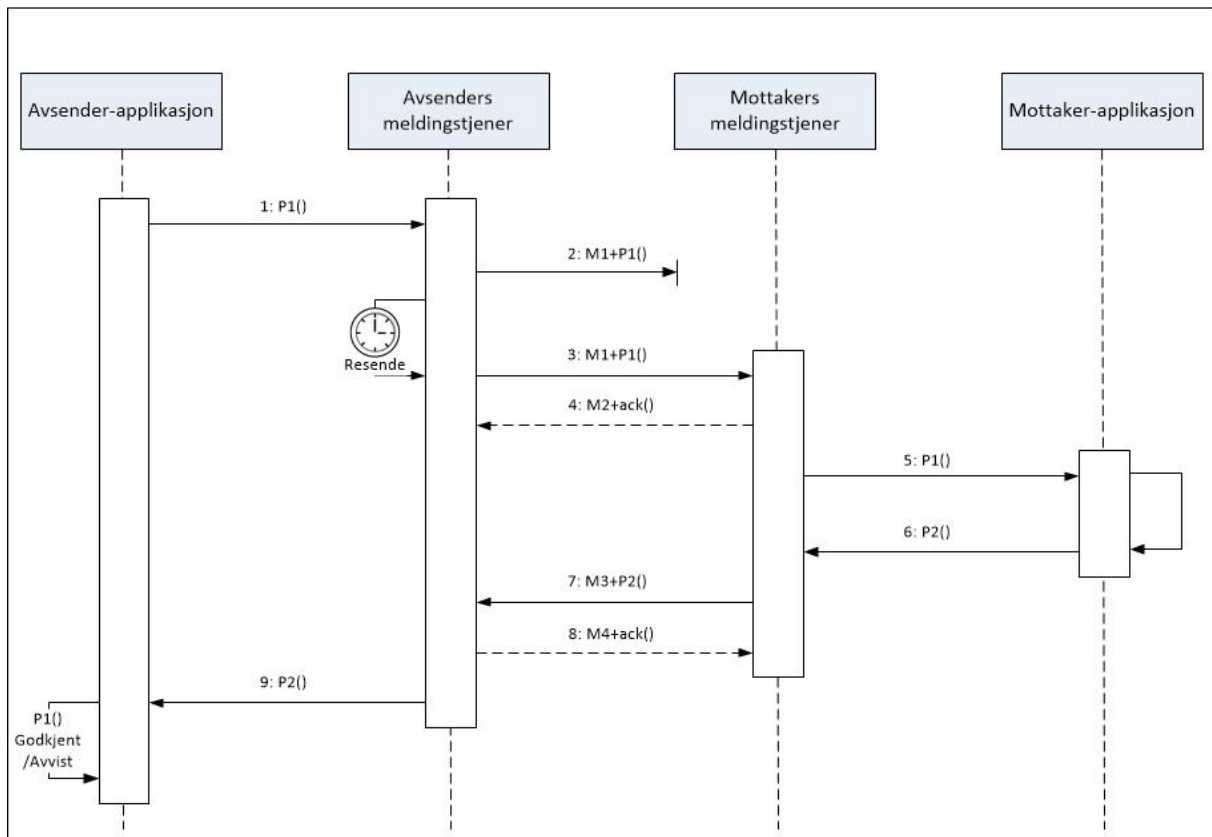 Avsender-applikasjon
Avsenders
meldingstjener
Mottakers
meldingstjener
Mottaker-applikasjon
1: P1()
2: M1+P1()
Resende
3: M1+P1()
4: M2+ack()
5: P1()
6: P2()
7: M3+P2()
8: M4+ack()
9: P2()
P1()
Godkjent
/Avvist